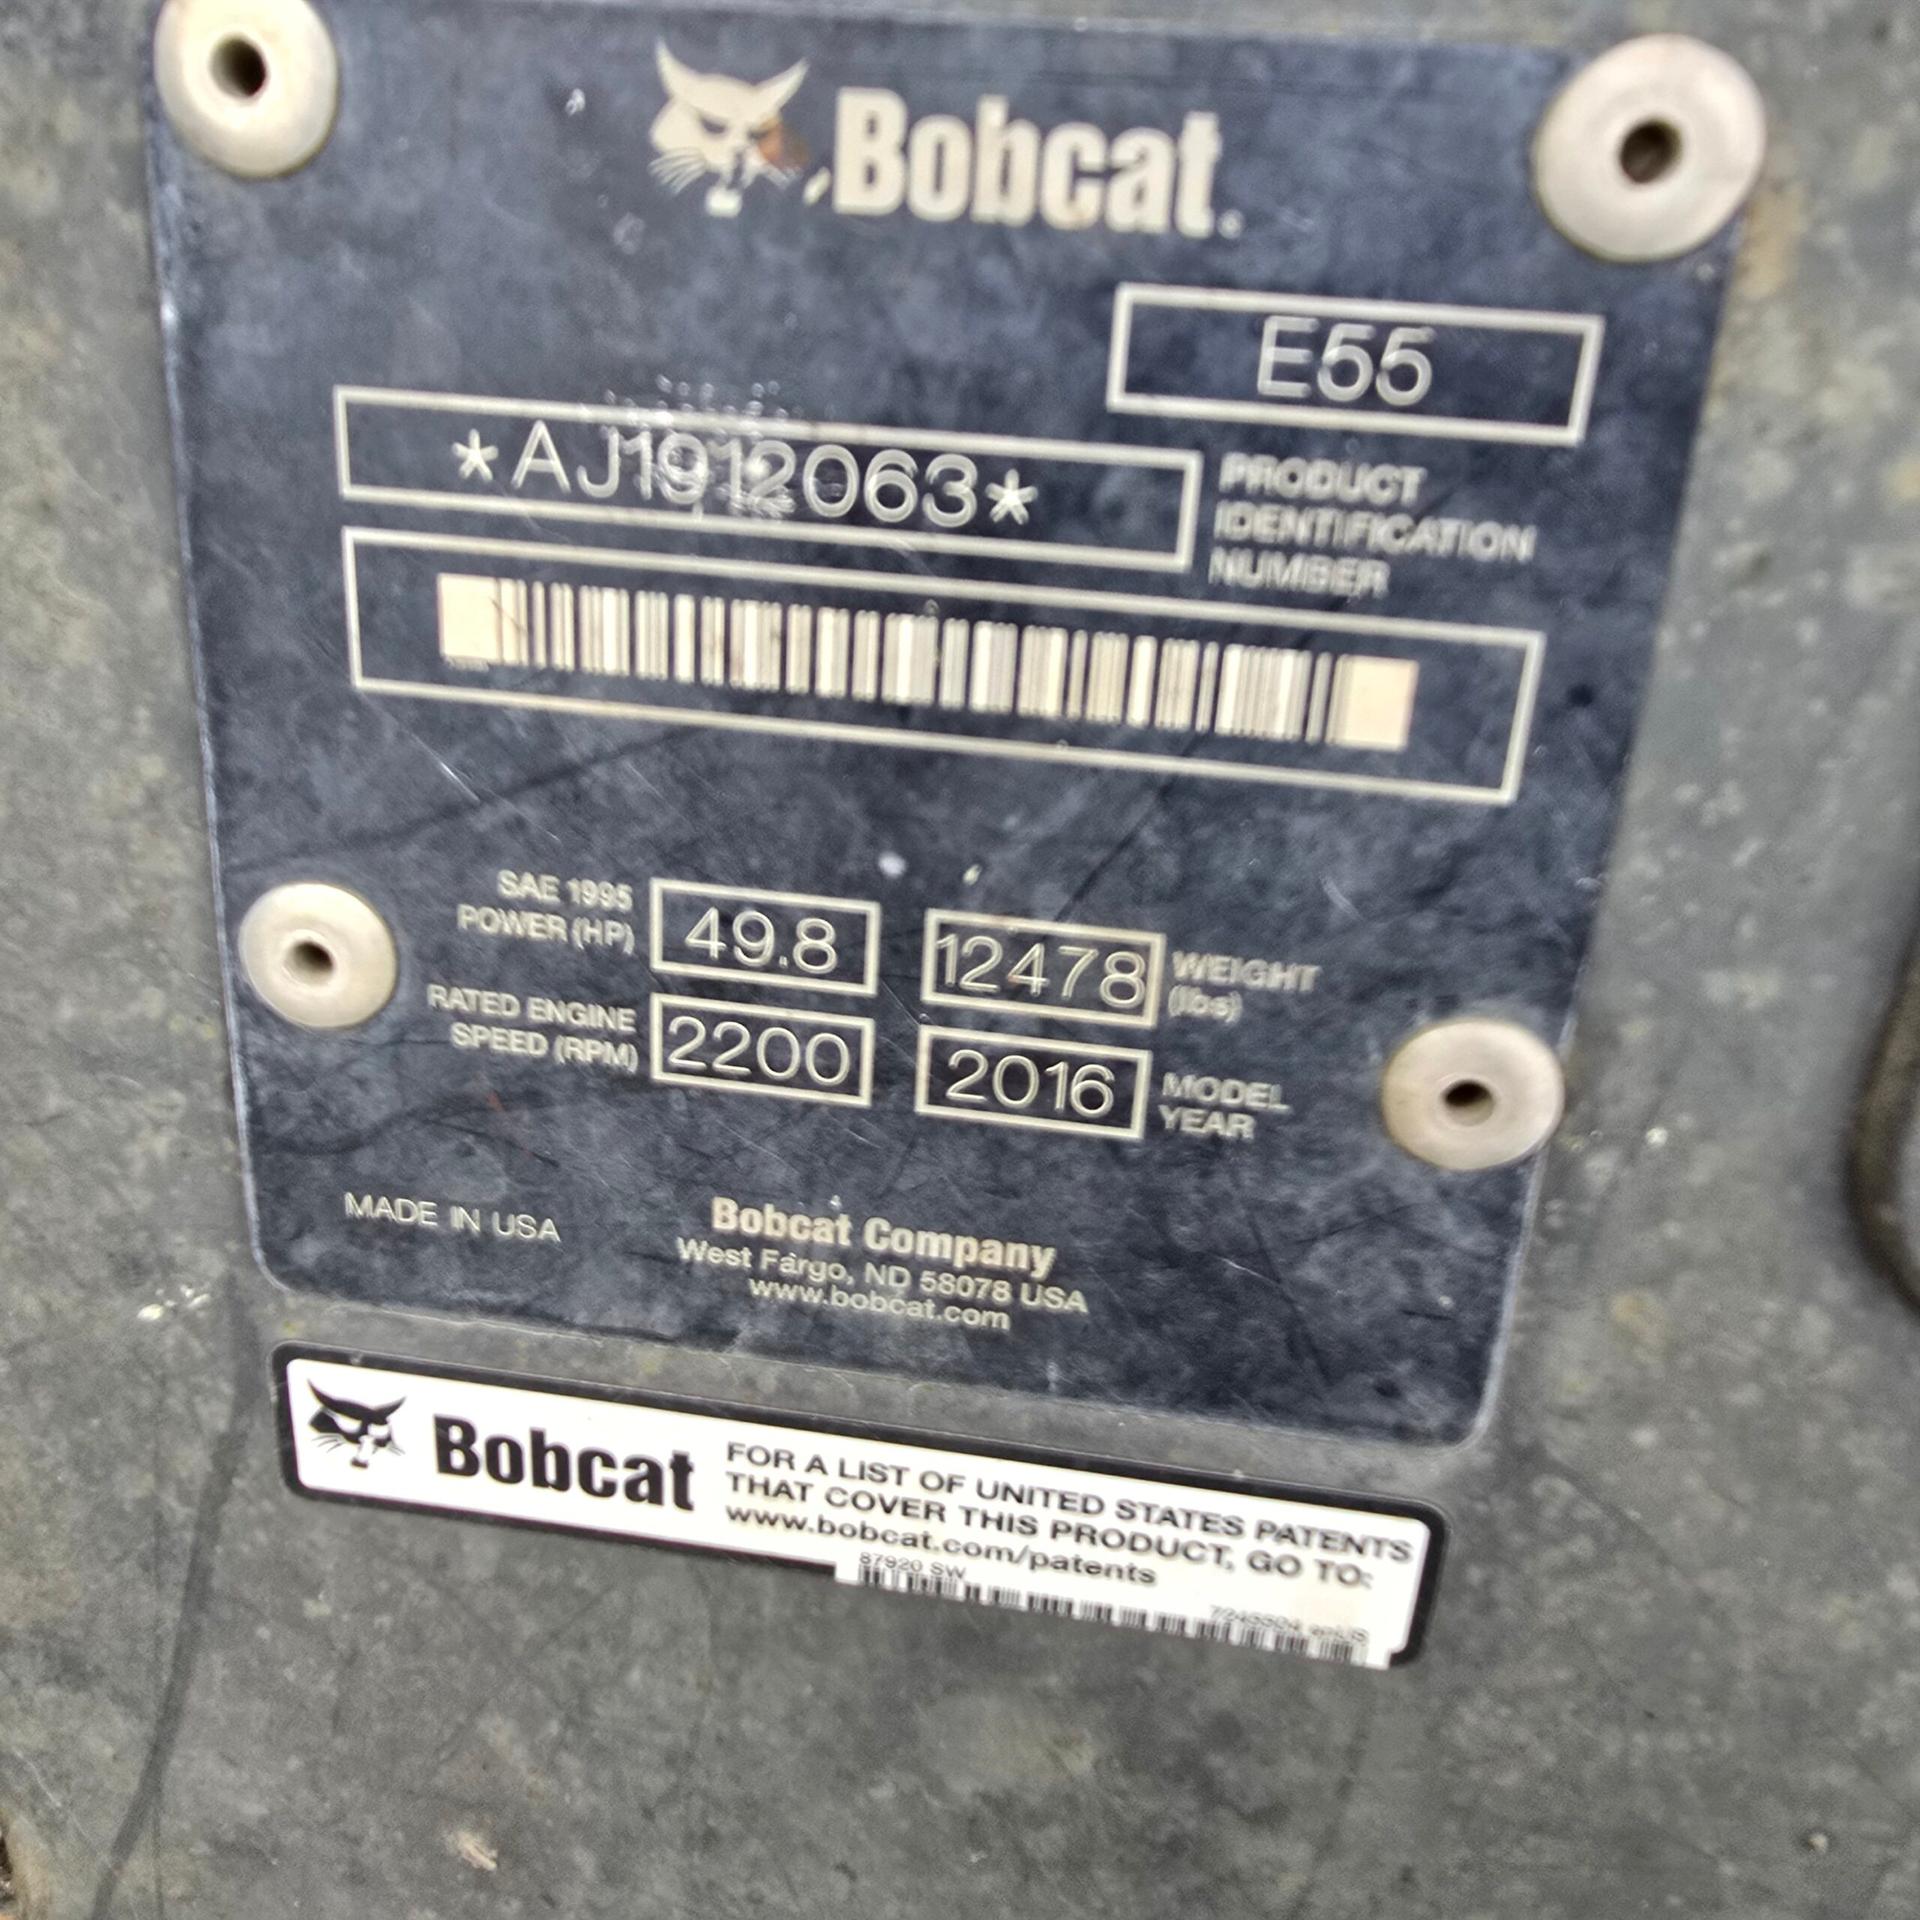 Bobcat.
E55
*AJ1912063*
PRODUCT
IDENTIFICATION
NUMBER
SAE 1995
POWER (HP)
49.8
12478
WEIGHT
(lbs)
RATED ENGINE
SPEED (RPM)
2200
2016
MODEL
YEAR
MADE IN USA
Bobcat Company
West Fargo, ND 58078 USA
www.bobcat.com
Bobcat
FOR A LIST OF UNITED STATES PATENTS
THAT COVER THIS PRODUCT, GO TO:
www.bobcat.com/patents
87920 SW